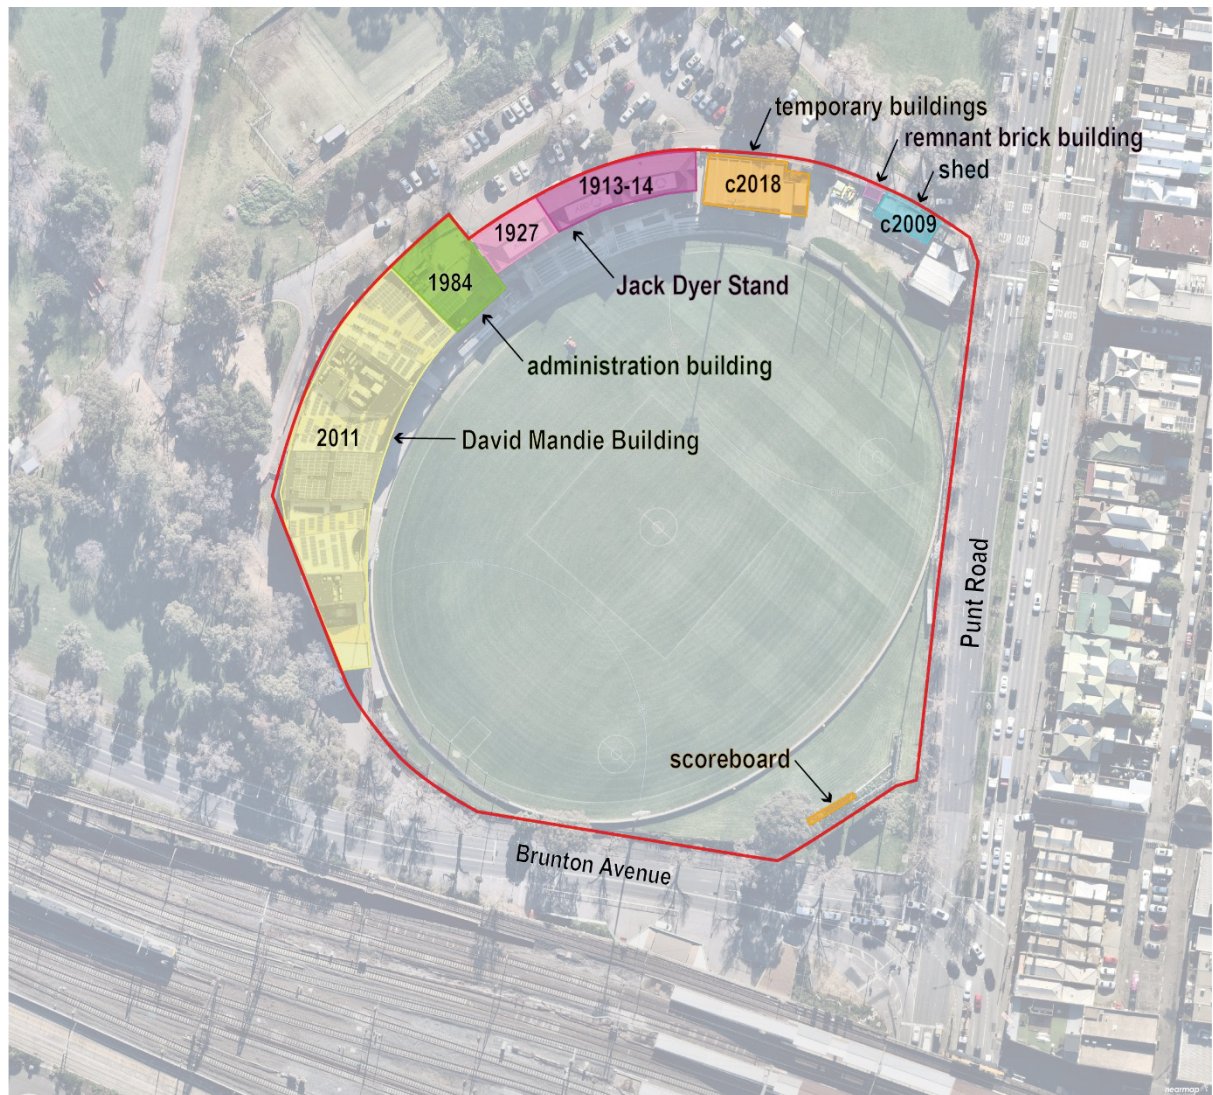 temporary buildings
remnant brick building
shed
1913-14
c2018
c2009
1927
1984
Jack Dyer Stand
administration building
2011
David Mandie Building
Punt Road
scoreboard
Brunton Avenue
nearmap